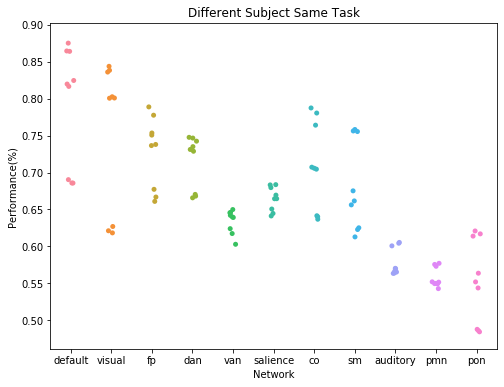 Different Subject Same Task
Performance(%)
0.90
0.85
0.80
0.75
0.70
0.65
0.60
0.55
0.50
default visual fp dan van salience co sm auditory pmn pon
Network